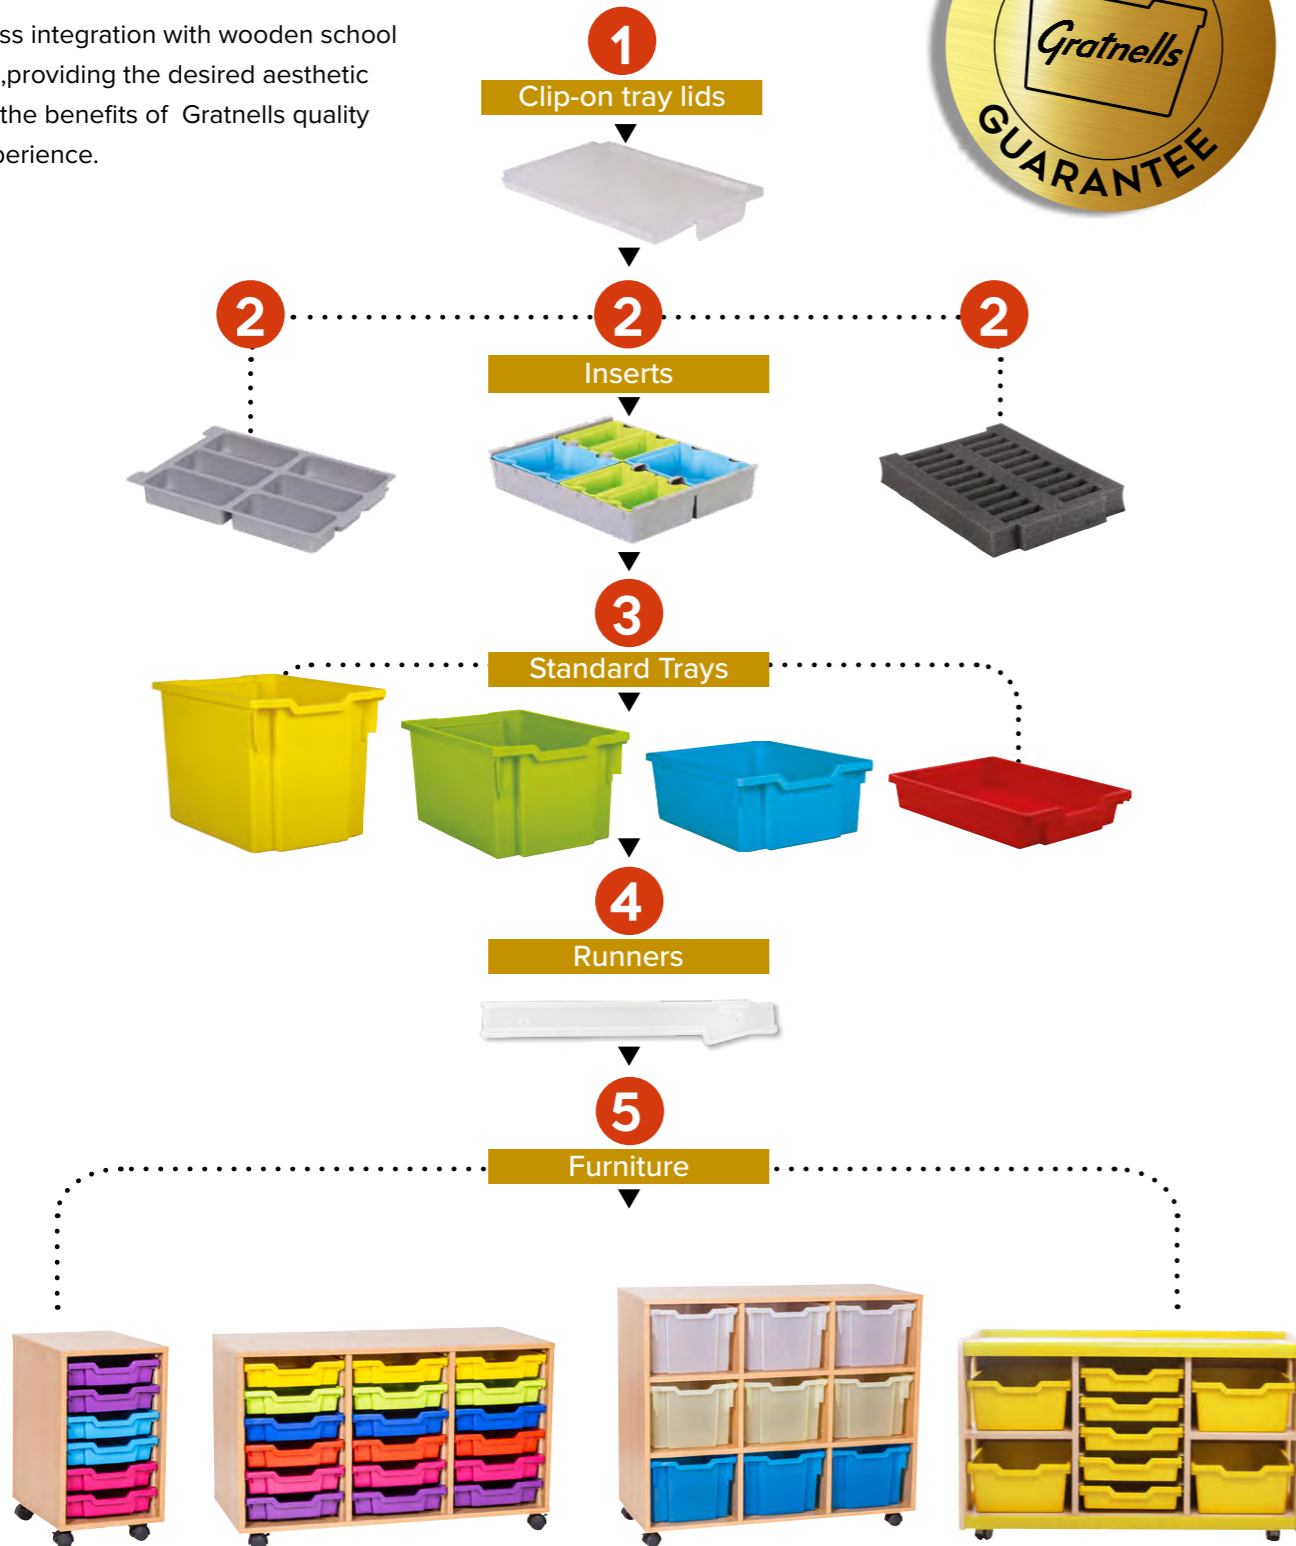 ss integration with wooden school
,providing the desired aesthetic
the benefits of Gratnells quality
perience.
Gratnells
GUARANTEE
1
Clip-on tray lids
2
2
2
Inserts
3
Standard Trays
4
Runners
5
Furniture